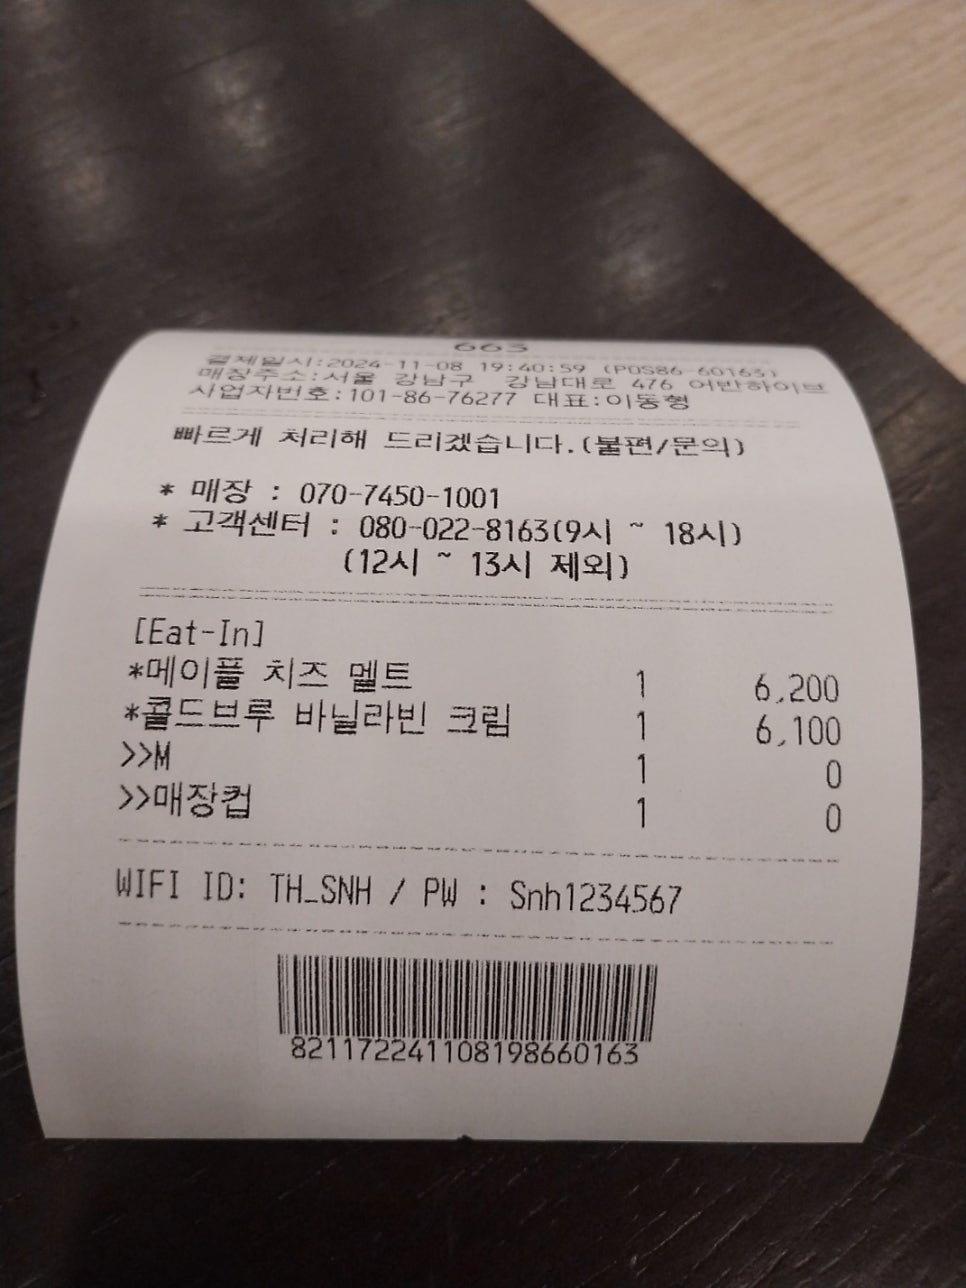 663
결제일시:2024-11-08 19:40:59 (POS86-60163)
매장주소:서울 강남구 강남대로 476 어반하이브
사업자번호:101-86-76277 대표:이동형
빠르게 처리해 드리겠습니다.(불편/문의)
* 매장 : 070-7450-1001
* 고객센터 : 080-022-8163(9시 ~ 18시)
(12시 ~ 13시 제외)
[Eat-In]
*메이플 치즈 멜트 1 6,200
*콜드브루 바닐라빈 크림 1 6,100
>>M 1 0
>>매장컵 1 0
WIFI ID: TH_SNH / PW : Snh1234567
821172241108198660163